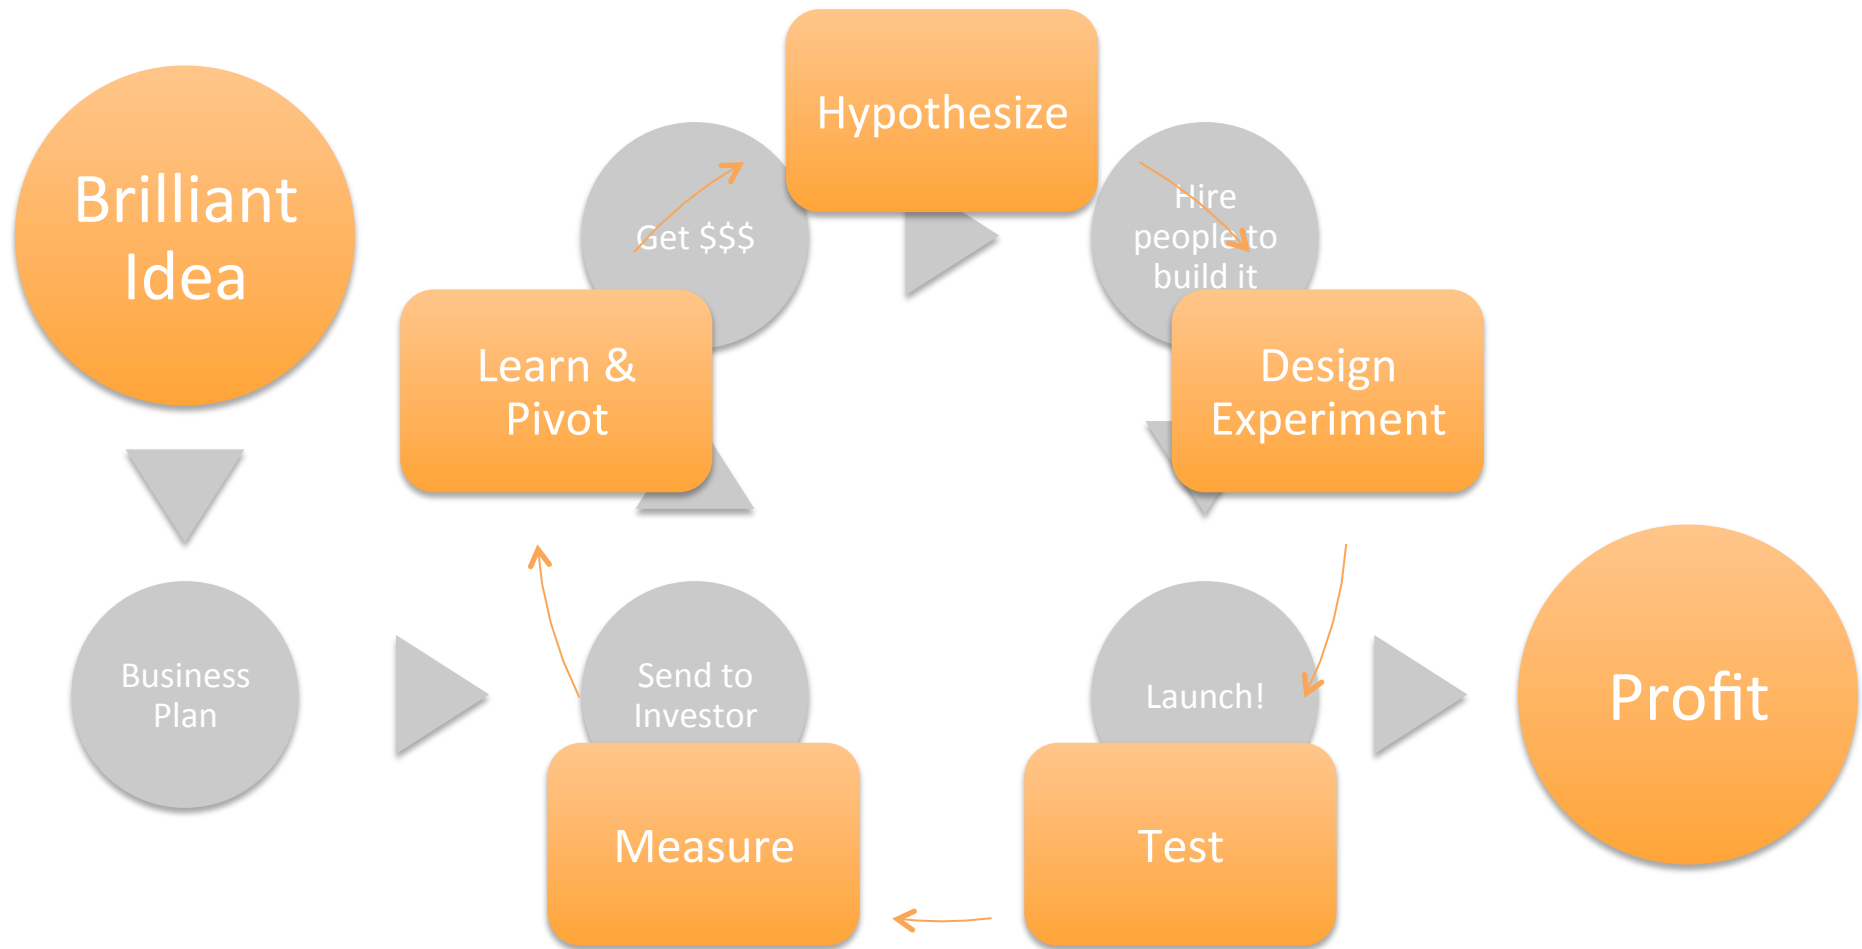 Brilliant
Idea
Business
Plan
Send to
Investor
Get $$$
Hire
people to
build it
Launch!
Profit
Hypothesize
Design
Experiment
Test
Measure
Learn &
Pivot